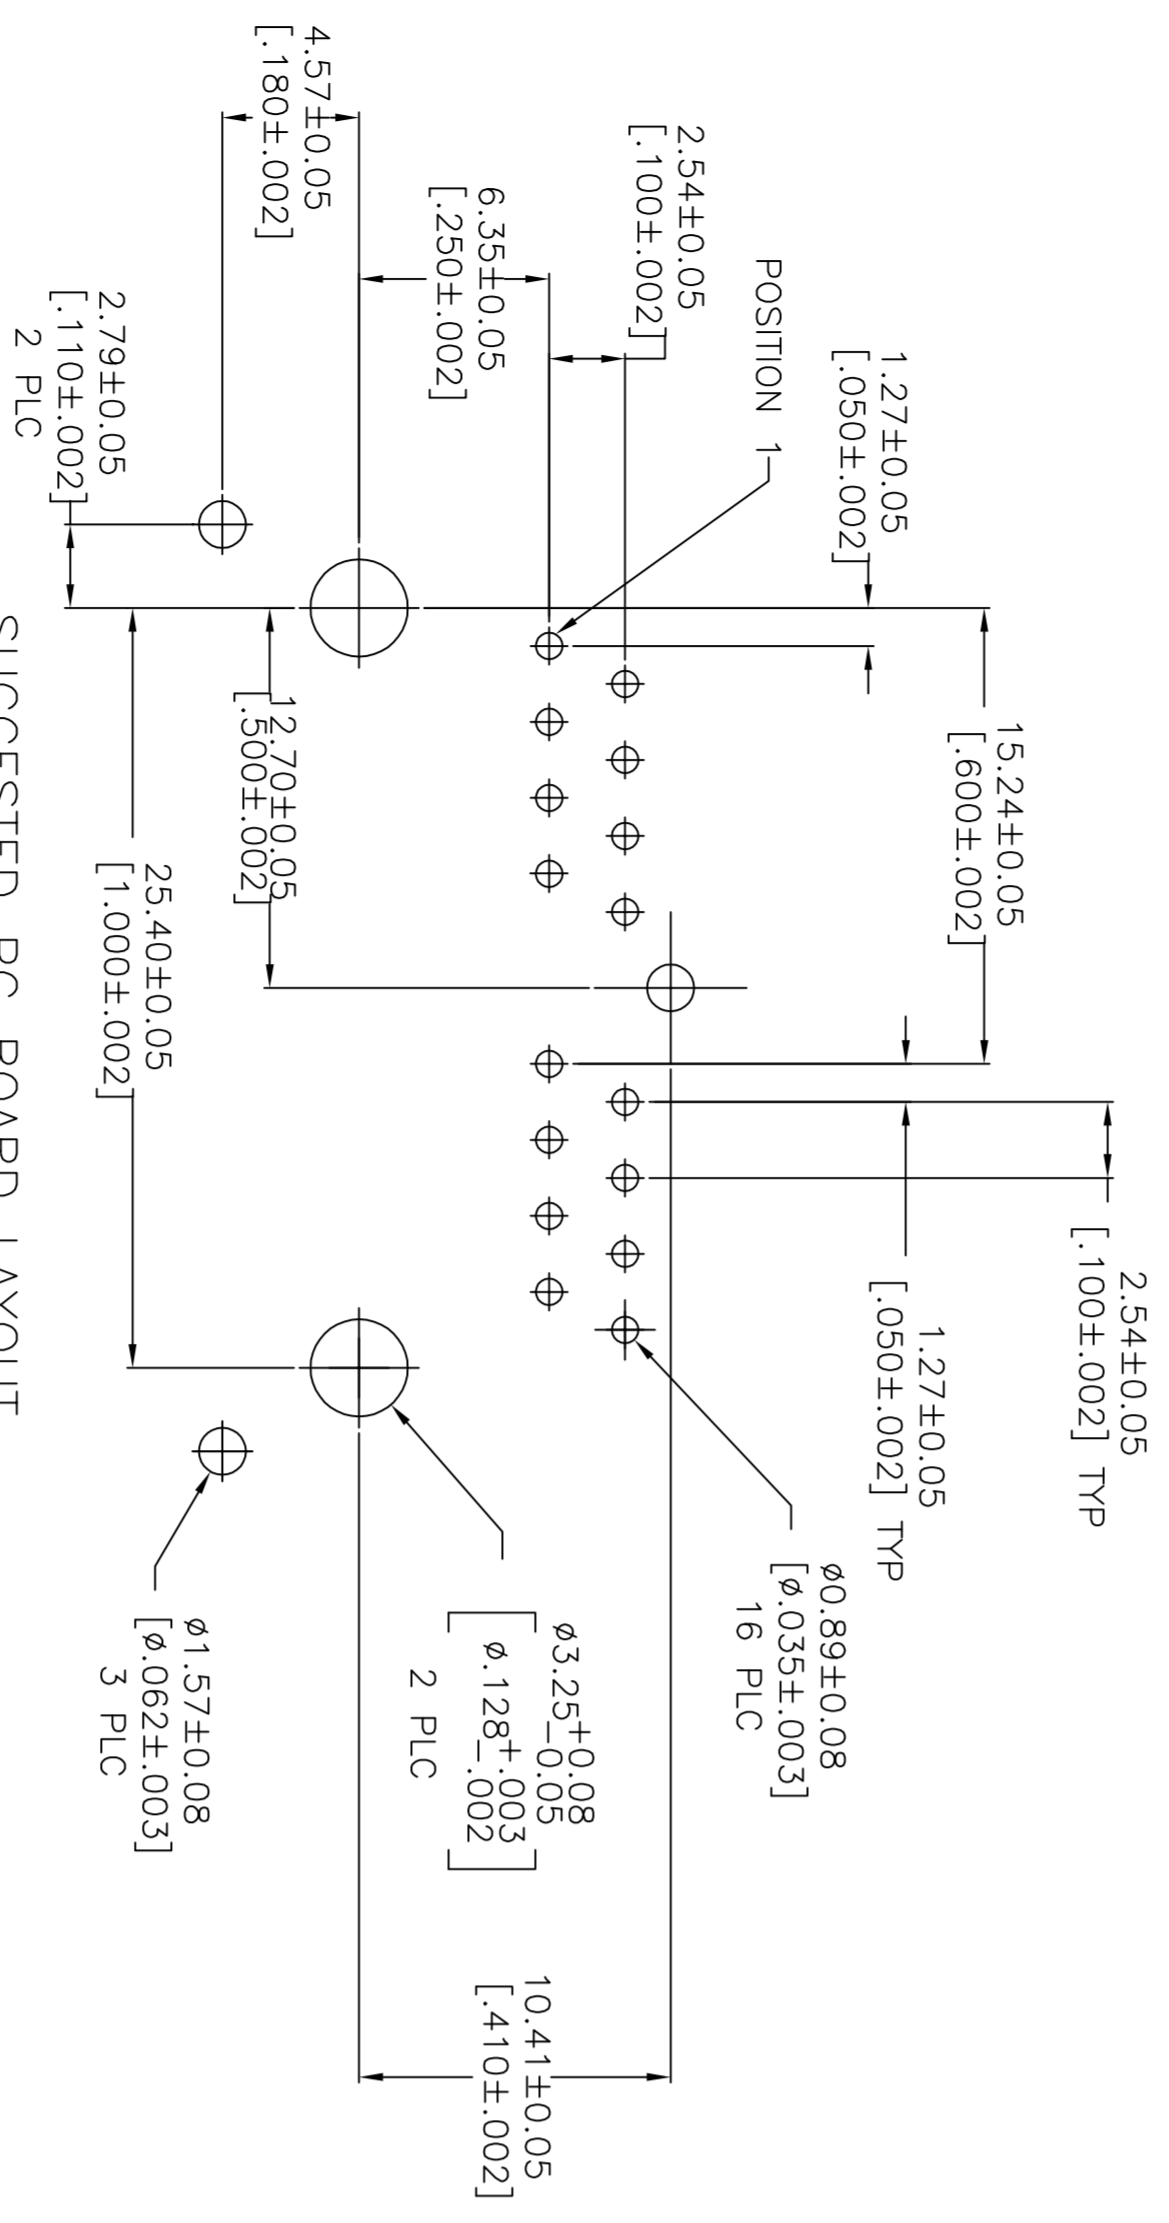 2.54±0.05
[.100±.002] TYP
15.24±0.05
[.600±.002]
1.27±0.05
[.050±.002] TYP
1.27±0.05
[.050±.002]
ø0.89±0.08
[ø.035±.003]
16 PLC
POSITION 1
2.54±0.05
[.100±.002]
ø3.25+0.08
-0.05
[ø.128+.003
-.002]
2 PLC
10.41±0.05
[.410±.002]
6.35±0.05
[.250±.002]
4.57±0.05
[.180±.002]
12.70±0.05
[.500±.002]
ø1.57±0.08
[ø.062±.003]
3 PLC
25.40±0.05
[1.000±.002]
2.79±0.05
[.110±.002]
2 PLC
SUGGESTED PC BOARD LAYOUT